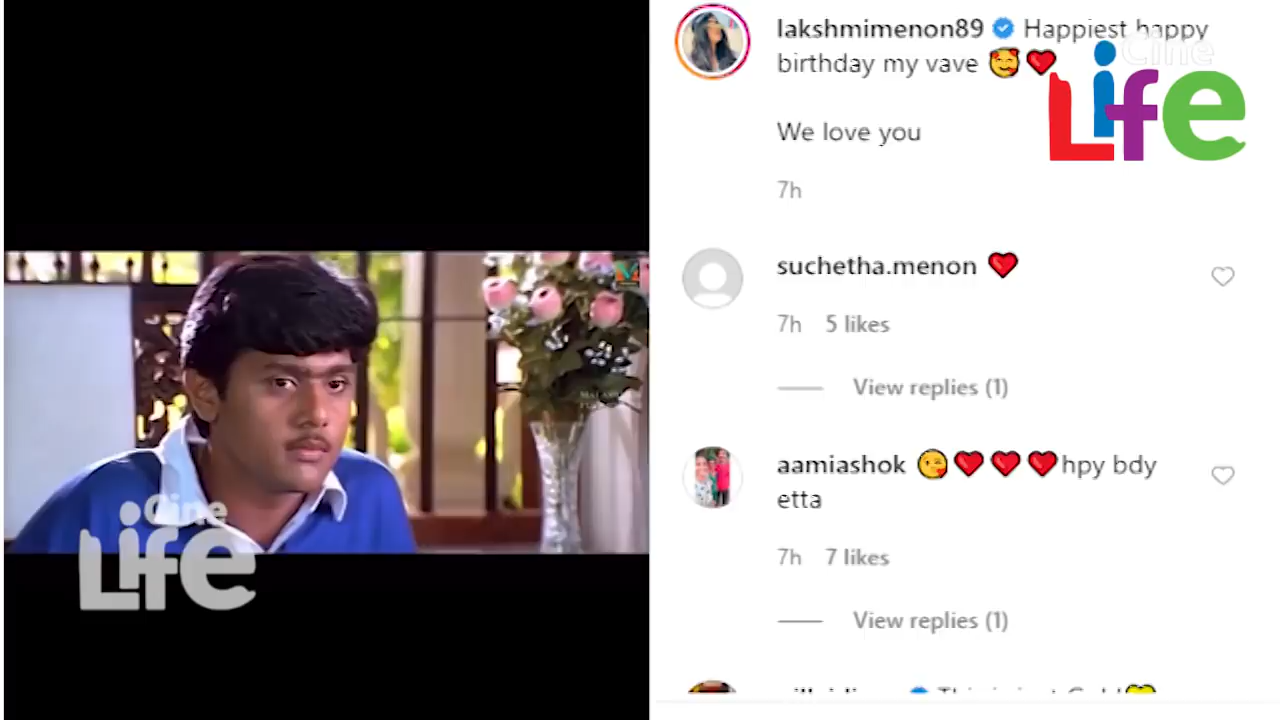 lakshmimenon89 Happiest happy
birthday my vave 🥰❤️
We love you
7h
Cine
Life
suchetha.menon ❤️
7h 5 likes
View replies (1)
aamiashok 😘❤️❤️❤️hpy bdy
etta
7h 7 likes
View replies (1)
Cine
Life